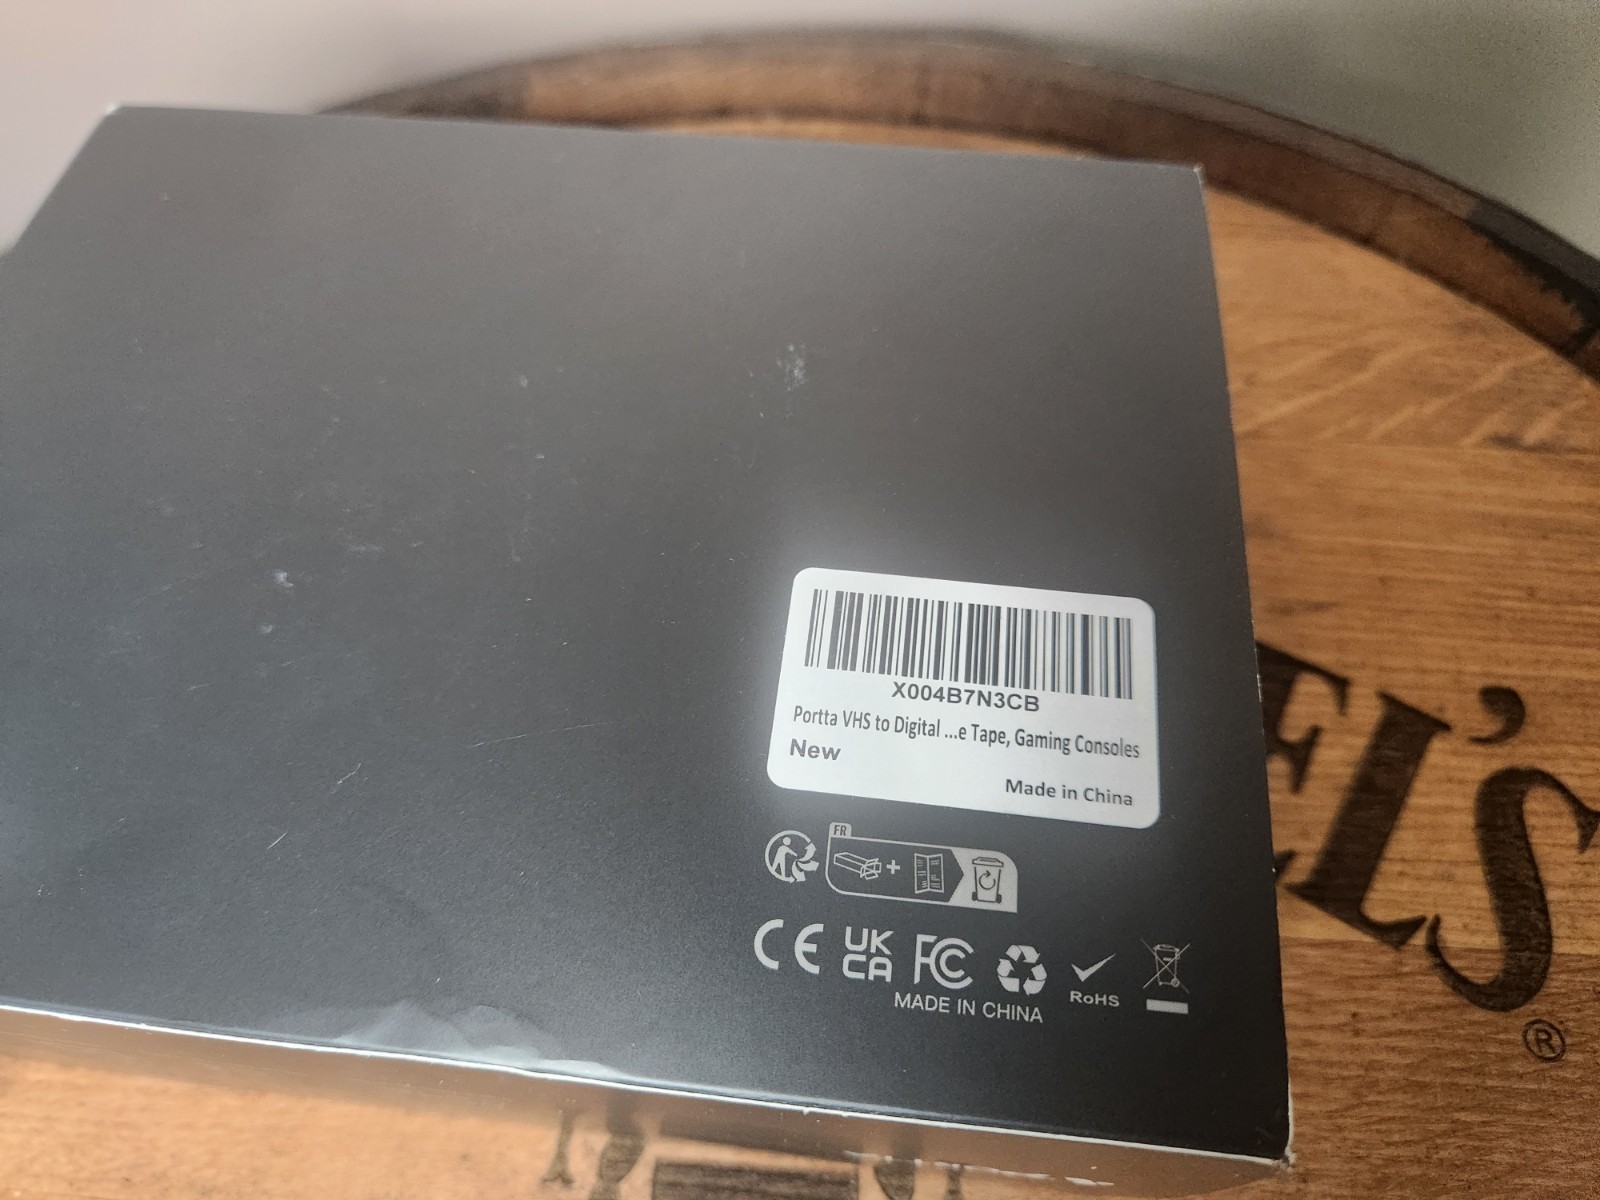 X004B7N3CB
Portta VHS to Digital ...e Tape, Gaming Consoles
New
Made in China
FR
CE UK CA FC
RoHS
MADE IN CHINA
EL'S
®